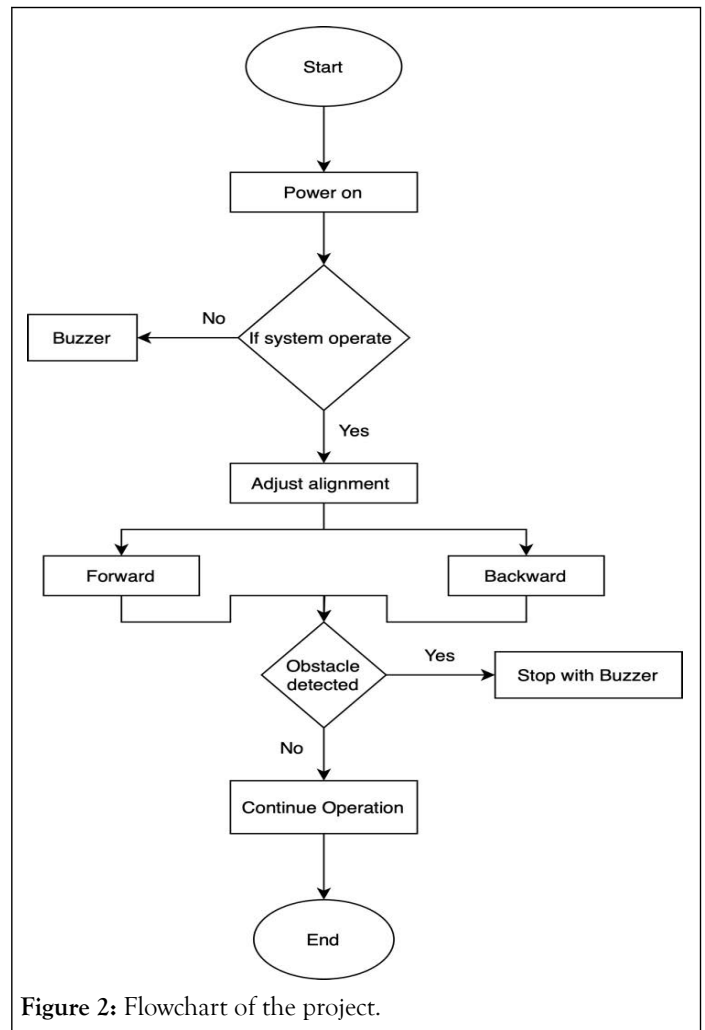 Start
Power on
If system operate
No
Buzzer
Yes
Adjust alignment
Forward
Backward
Obstacle
detected
Yes
Stop with Buzzer
No
Continue Operation
End
Figure 2: Flowchart of the project.